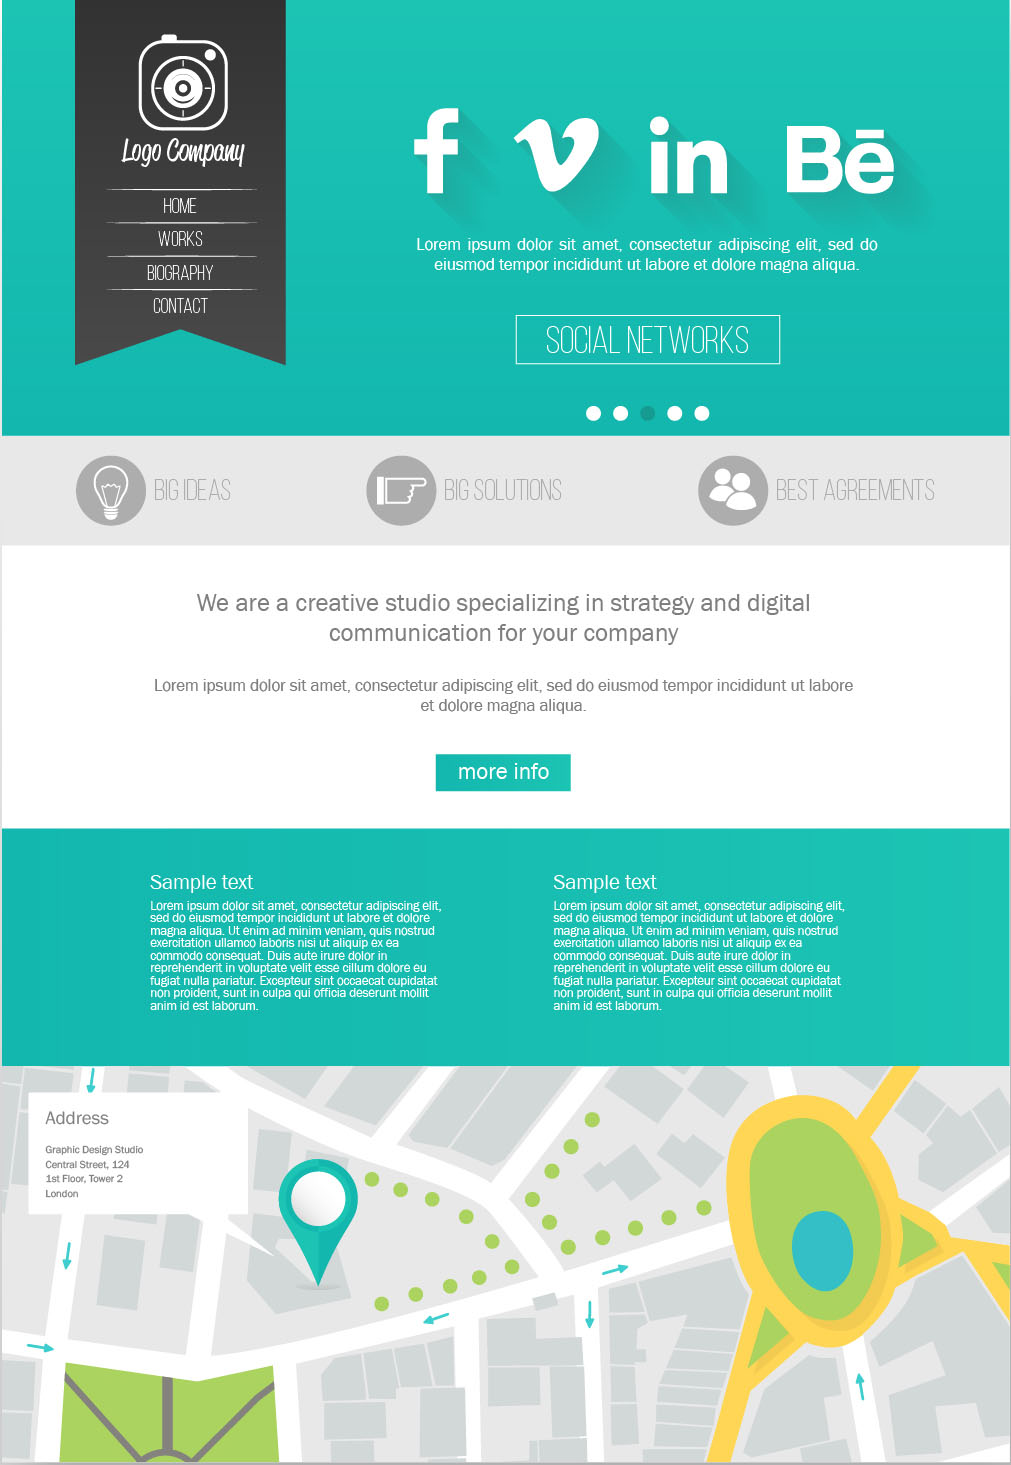 Logo Company
HOME
WORKS
BIOGRAPHY
CONTACT
f
v
in
Bē
Lorem ipsum dolor sit amet, consectetur adipiscing elit, sed do
eiusmod tempor incididunt ut labore et dolore magna aliqua.
SOCIAL NETWORKS
BIG IDEAS
BIG SOLUTIONS
BEST AGREEMENTS
We are a creative studio specializing in strategy and digital
communication for your company
Lorem ipsum dolor sit amet, consectetur adipiscing elit, sed do eiusmod tempor incididunt ut labore
et dolore magna aliqua.
more info
Sample text
Lorem ipsum dolor sit amet, consectetur adipiscing elit,
sed do eiusmod tempor incididunt ut labore et dolore
magna aliqua. Ut enim ad minim veniam, quis nostrud
exercitation ullamco laboris nisi ut aliquip ex ea
commodo consequat. Duis aute irure dolor in
reprehenderit in voluptate velit esse cillum dolore eu
fugiat nulla pariatur. Excepteur sint occaecat cupidatat
non proident, sunt in culpa qui officia deserunt mollit
anim id est laborum.
Sample text
Lorem ipsum dolor sit amet, consectetur adipiscing elit,
sed do eiusmod tempor incididunt ut labore et dolore
magna aliqua. Ut enim ad minim veniam, quis nostrud
exercitation ullamco laboris nisi ut aliquip ex ea
commodo consequat. Duis aute irure dolor in
reprehenderit in voluptate velit esse cillum dolore eu
fugiat nulla pariatur. Excepteur sint occaecat cupidatat
non proident, sunt in culpa qui officia deserunt mollit
anim id est laborum.
Address
Graphic Design Studio
Central Street, 124
1st Floor, Tower 2
London